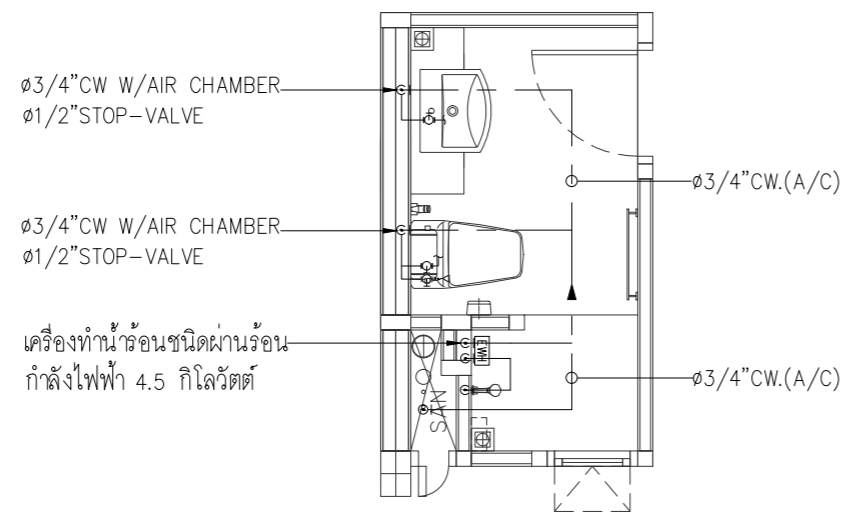 ø3/4"CW W/AIR CHAMBER
ø1/2"STOP-VALVE
ø3/4"CW.(A/C)
ø3/4"CW W/AIR CHAMBER
ø1/2"STOP-VALVE
เครื่องทำน้ำร้อนชนิดผ่านร้อน
กำลังไฟฟ้า 4.5 กิโลวัตต์
EWH
ø3/4"CW.(A/C)
SAN